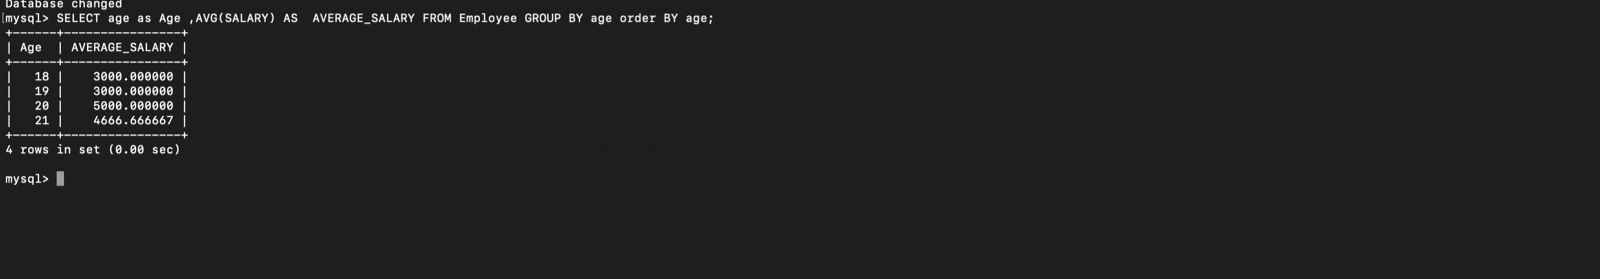 Database changed
[mysql> SELECT age as Age ,AVG(SALARY) AS  AVERAGE_SALARY FROM Employee GROUP BY age order BY age;
+------+----------------+
| Age  | AVERAGE_SALARY |
+------+----------------+
|   18 |    3000.000000 |
|   19 |    3000.000000 |
|   20 |    5000.000000 |
|   21 |    4666.666667 |
+------+----------------+
4 rows in set (0.00 sec)
mysql>